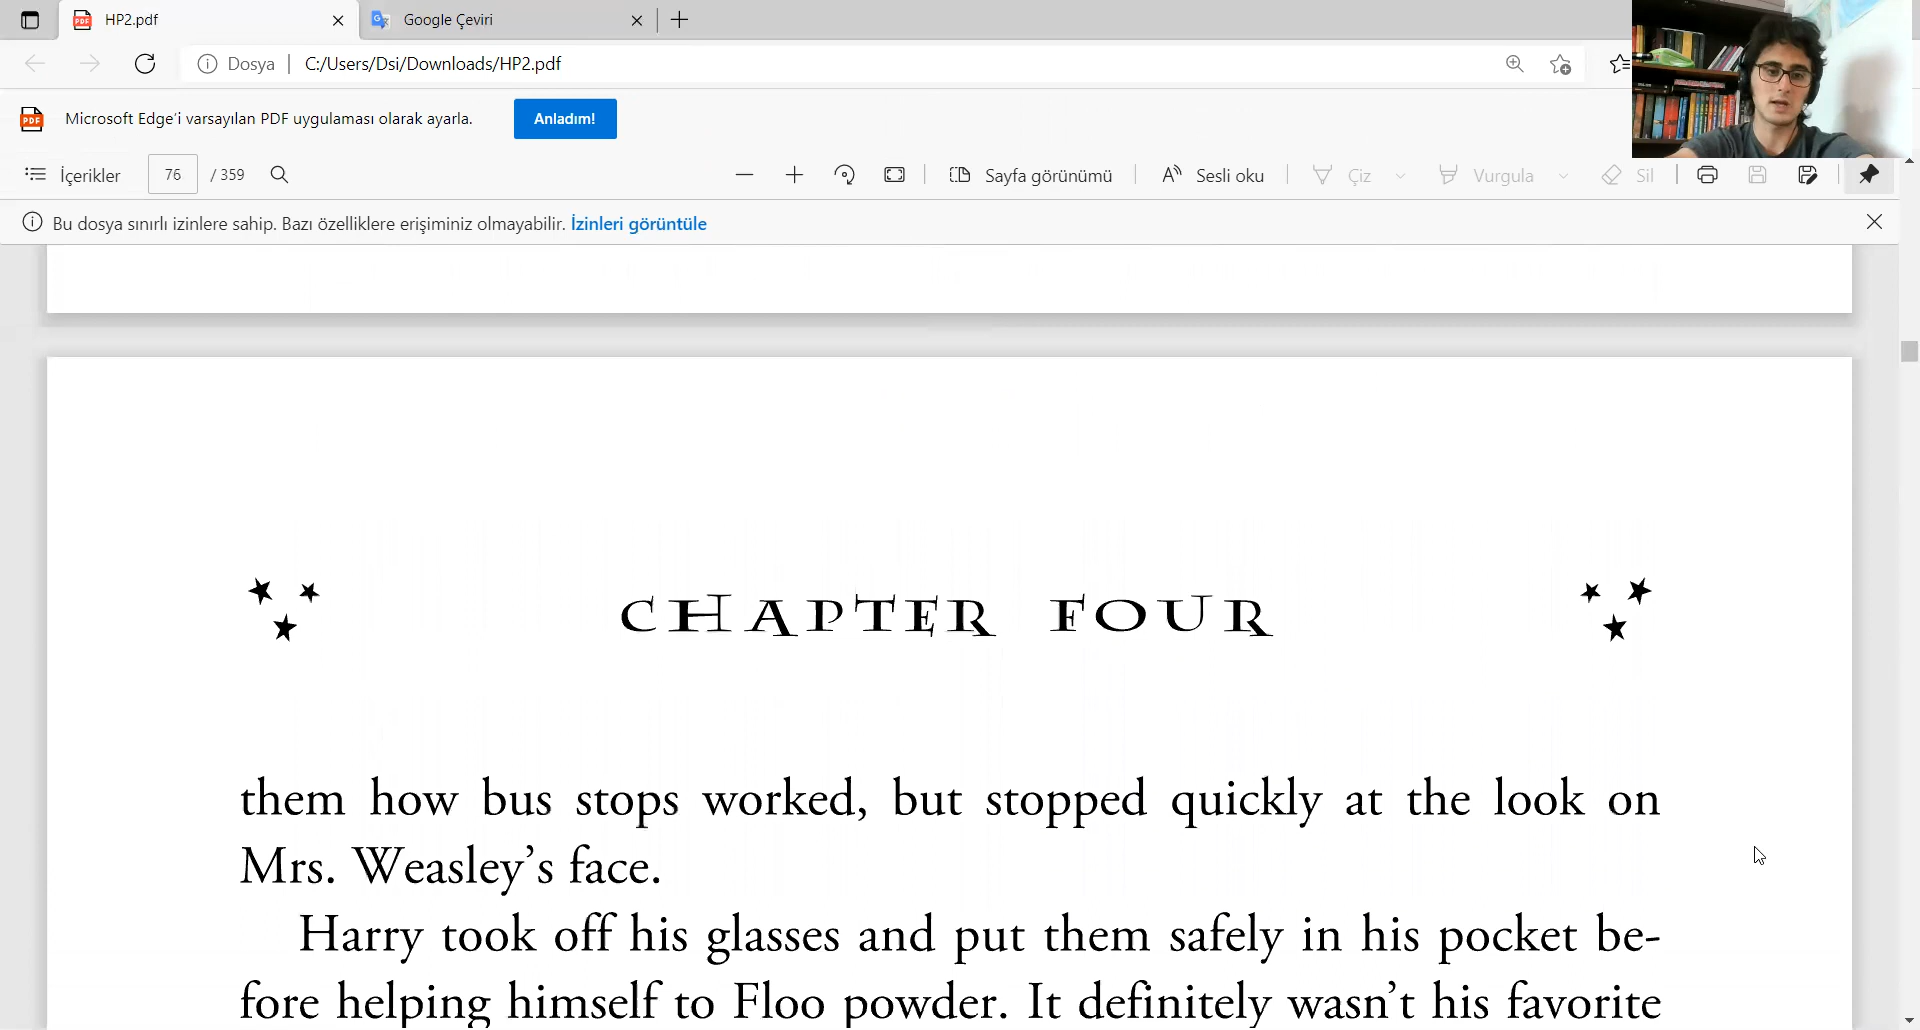 HP2.pdf
Google Çeviri
Dosya
C:/Users/Dsi/Downloads/HP2.pdf
Microsoft Edge'i varsayılan PDF uygulaması olarak ayarla.
Anladım!
İçerikler
76
/ 359
Sayfa görünümü
Sesli oku
Çiz
Vurgula
Sil
Bu dosya sınırlı izinlere sahip. Bazı özelliklere erişiminiz olmayabilir. İzinleri görüntüle
CHAPTER FOUR
them how bus stops worked, but stopped quickly at the look on
Mrs. Weasley's face.
Harry took off his glasses and put them safely in his pocket be-
fore helping himself to Floo powder. It definitely wasn't his favorite